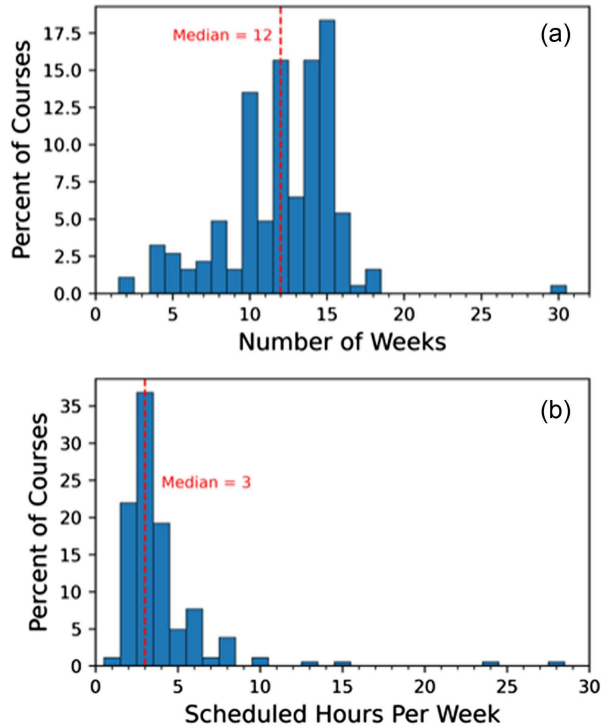 (a)
Median = 12
Percent of Courses
17.5
15.0
12.5
10.0
7.5
5.0
2.5
0.0
0 5 10 15 20 25 30
Number of Weeks
(b)
Median = 3
Percent of Courses
35
30
25
20
15
10
5
0
0 5 10 15 20 25 30
Scheduled Hours Per Week